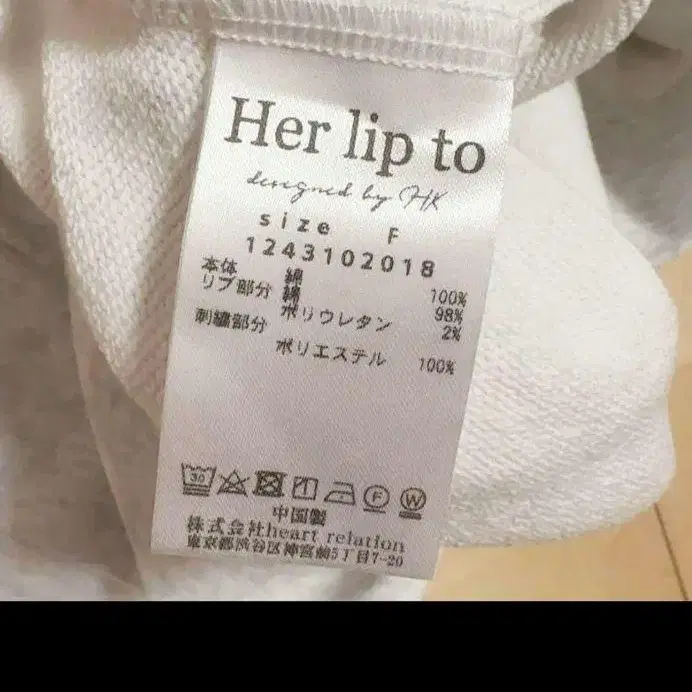 Her lip to
designed by HK
size F
1243102018
本体 綿 100%
リブ部分 綿 98%
ポリウレタン 2%
刺繍部分
ポリエステル 100%
30
F
W
中国製
株式会社heart relation
東京都渋谷区神宮前5丁目7-20